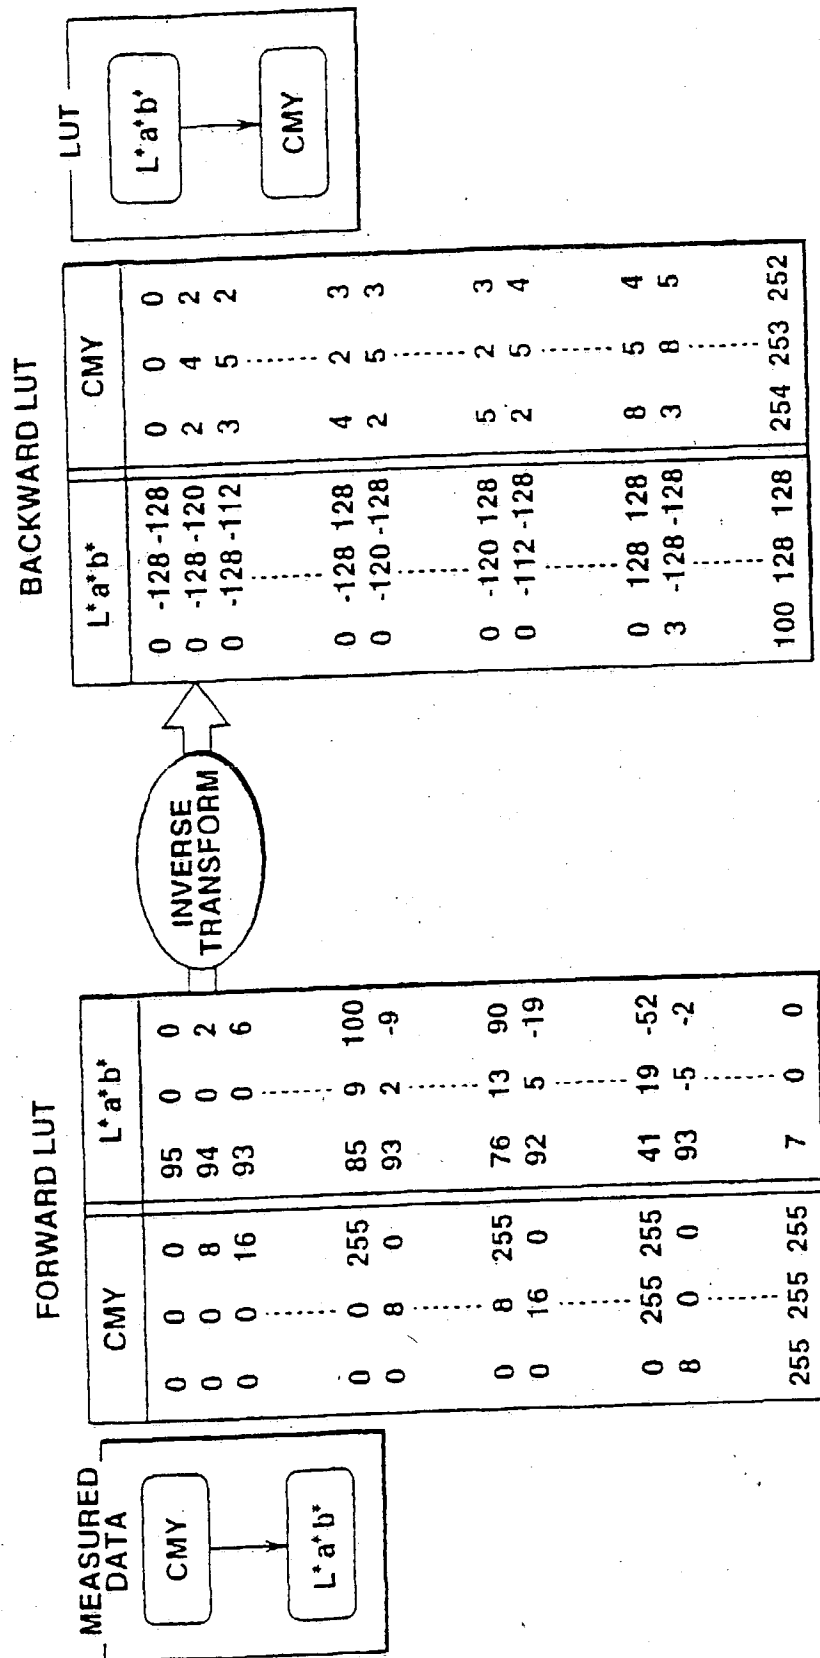 MEASURED
DATA
CMY
L*a*b*
FORWARD LUT
CMY L*a*b*
0 0 0 95 0 0
0 0 8 94 0 2
0 0 16 93 0 6
0 0 255 85 9 100
0 8 0 93 2 -9
0 8 255 76 13 90
0 16 0 92 5 -19
0 255 255 41 19 -52
8 0 0 93 -5 -2
255 255 255 7 0 0
INVERSE
TRANSFORM
BACKWARD LUT
L*a*b* CMY
0 -128 -128 0 0 0
0 -128 -120 2 4 2
0 -128 -112 3 5 2
0 -128 128 4 2 3
0 -120 -128 2 5 3
0 -120 128 5 2 3
0 -112 -128 2 5 4
0 128 128 8 5 4
3 -128 -128 3 8 5
100 128 128 254 253 252
LUT
L*a*b*
CMY